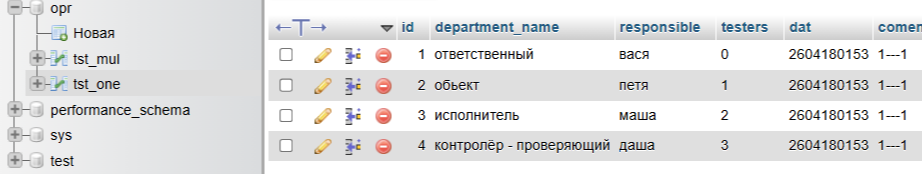 opr
Новая
tst_mul
tst_one
performance_schema
sys
test
id department_name responsible testers dat comen
1 ответственный вася 0 2604180153 1---1
2 обьект петя 1 2604180153 1---1
3 исполнитель маша 2 2604180153 1---1
4 контролёр - проверяющий даша 3 2604180153 1---1